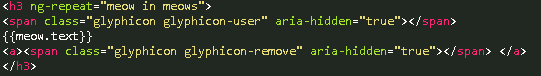 <h3 ng-repeat="meow in meows">
<span class="glyphicon glyphicon-user" aria-hidden="true"></span>
{{meow.text}}
<a><span class="glyphicon glyphicon-remove" aria-hidden="true"></span> </a>
</h3>